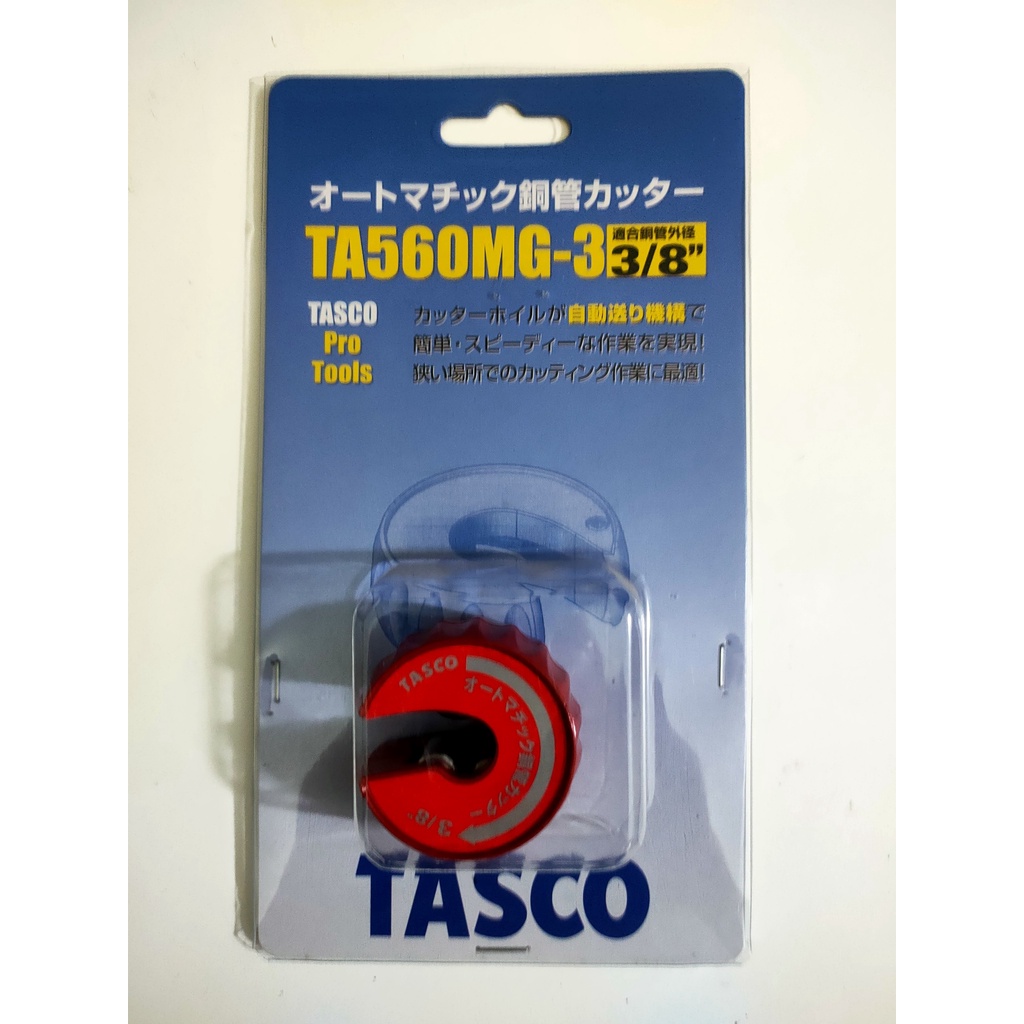 オートマチック銅管カッター
TA560MG-3
適合銅管外径
3/8”
TASCO
Pro
Tools
カッターホイルが自動送り機構で
簡単・スピーディーな作業を実現!
狭い場所でのカッティング作業に最適!
TASCO
オートマチック銅管カッター
3/8"
TASCO